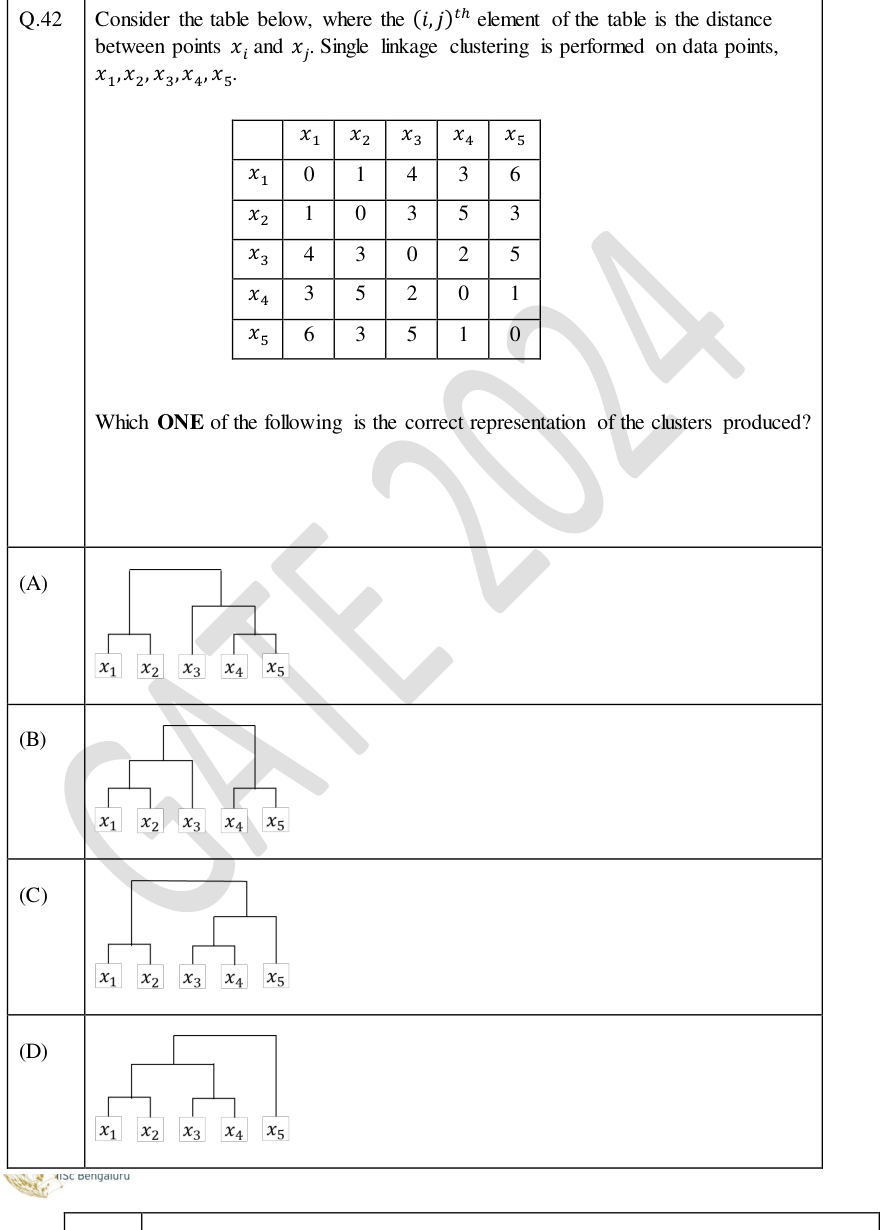 Q.42
Consider the table below, where the (i, j)ᵗʰ element of the table is the distance
between points x₁ and xⱼ. Single linkage clustering is performed on data points,
x₁, x₂, x₃, x₄, x₅.
x₁ x₂ x₃ x₄ x₅
x₁ 0 1 4 3 6
x₂ 1 0 3 5 3
x₃ 4 3 0 2 5
x₄ 3 5 2 0 1
x₅ 6 3 5 1 0
Which ONE of the following is the correct representation of the clusters produced?
(A)
x₁ x₂ x₃ x₄ x₅
(B)
x₁ x₂ x₃ x₄ x₅
(C)
x₁ x₂ x₃ x₄ x₅
(D)
x₁ x₂ x₃ x₄ x₅
GATE 2024
IISc Bengaluru